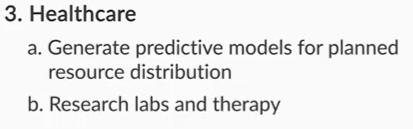 3. Healthcare
a. Generate predictive models for planned
resource distribution
b. Research labs and therapy